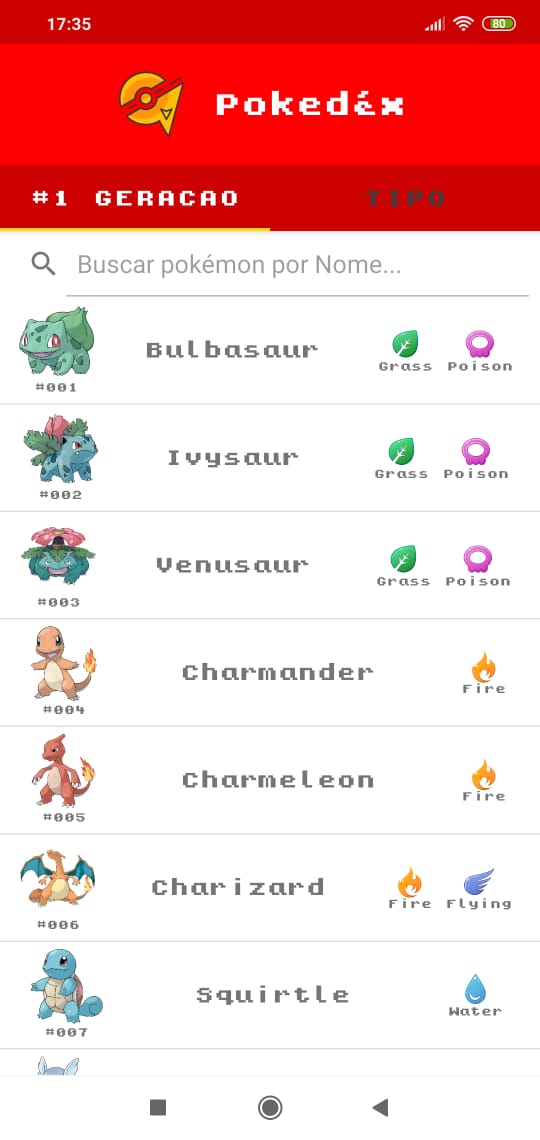 17:35
80
Pokedéx
#1 GERACAO
TIPO
Buscar pokémon por Nome...
Bulbasaur
Grass
Poison
#001
Ivysaur
Grass
Poison
#002
Venusaur
Grass
Poison
#003
Charmander
Fire
#004
Charmeleon
Fire
#005
Charizard
Fire
Flying
#006
Squirtle
Water
#007